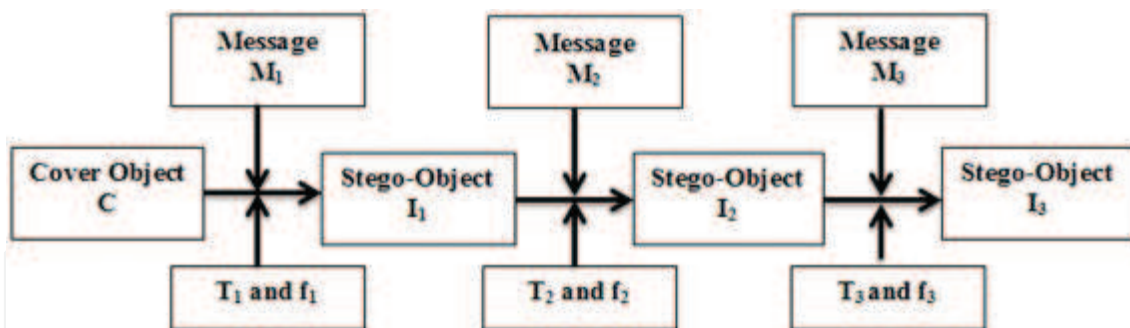 Message
M₁
Message
M₂
Message
M₃
Cover Object
C
Stego-Object
I₁
Stego-Object
I₂
Stego-Object
I₃
T₁ and f₁
T₂ and f₂
T₃ and f₃